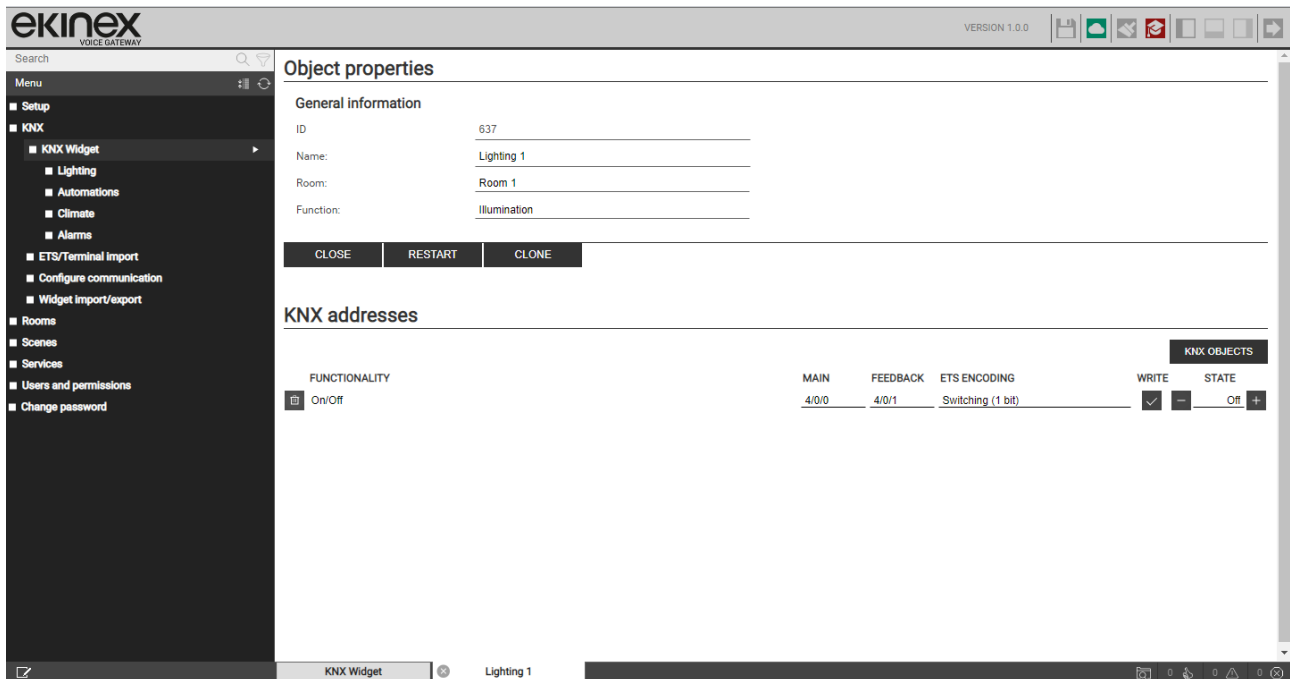 ekinex
VOICE GATEWAY
VERSION 1.0.0
Search
Menu
Setup
KNX
KNX Widget
Lighting
Automations
Climate
Alarms
ETS/Terminal import
Configure communication
Widget import/export
Rooms
Scenes
Services
Users and permissions
Change password
Object properties
General information
ID 637
Name: Lighting 1
Room: Room 1
Function: Illumination
CLOSE RESTART CLONE
KNX addresses
KNX OBJECTS
FUNCTIONALITY MAIN FEEDBACK ETS ENCODING WRITE STATE
On/Off 4/0/0 4/0/1 Switching (1 bit) Off
KNX Widget Lighting 1 0 0 0